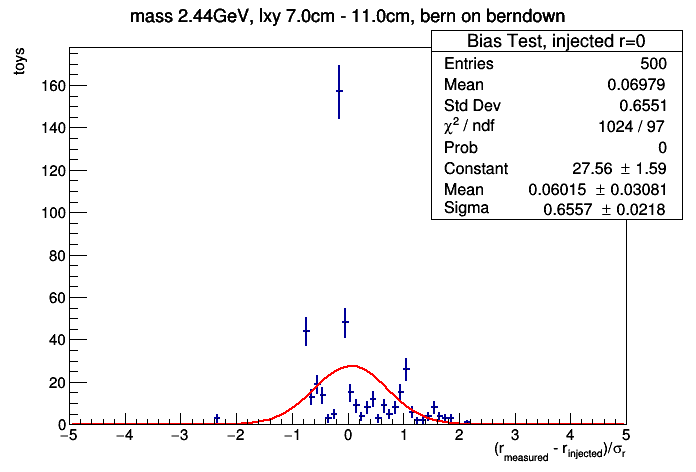 mass 2.44GeV, lxy 7.0cm - 11.0cm, bern on berndown
Bias Test, injected r=0
Entries 500
Mean 0.06979
Std Dev 0.6551
χ² / ndf 1024 / 97
Prob 0
Constant 27.56 ± 1.59
Mean 0.06015 ± 0.03081
Sigma 0.6557 ± 0.0218
toys
160
140
120
100
80
60
40
20
0
−5 −4 −3 −2 −1 0 1 2 3 4 5
(r_measured - r_injected)/σ_r